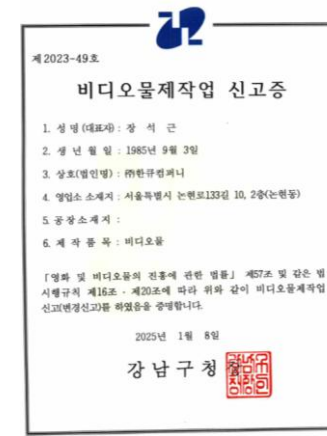 제 2023-49호
비디오물제작업 신고증
1. 성 명 (대표자) : 장 석 근
2. 생 년 월 일 : 1985년 9월 3일
3. 상호(법인명) : ㈜한류컴퍼니
4. 영업소 소재지 : 서울특별시 논현로133길 10, 2층(논현동)
5. 공 장 소 재 지 :
6. 제 작 품 목 : 비디오물
「영화 및 비디오물의 진흥에 관한 법률」 제57조 및 같은 법
시행규칙 제16조 · 제20조에 따라 위와 같이 비디오물제작업
신고(변경신고)를 하였음을 증명합니다.
2025년 1월 8일
강 남 구 청 장